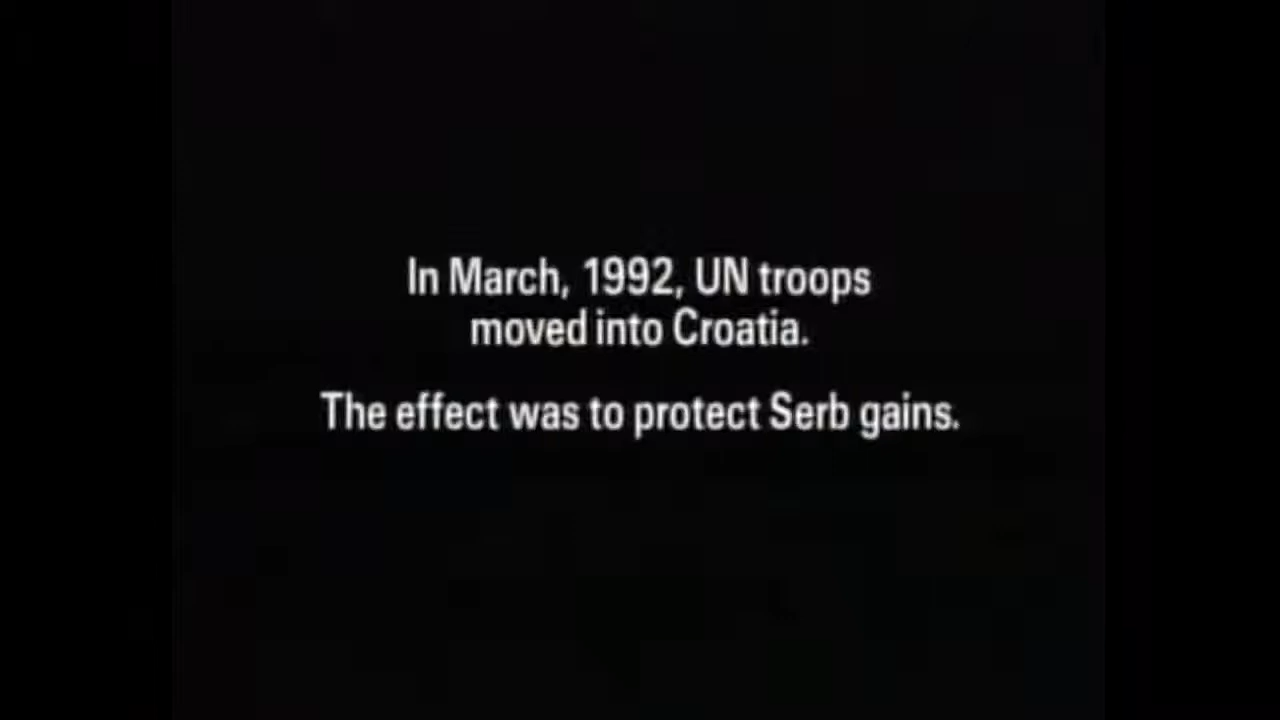 In March, 1992, UN troops
moved into Croatia.
The effect was to protect Serb gains.